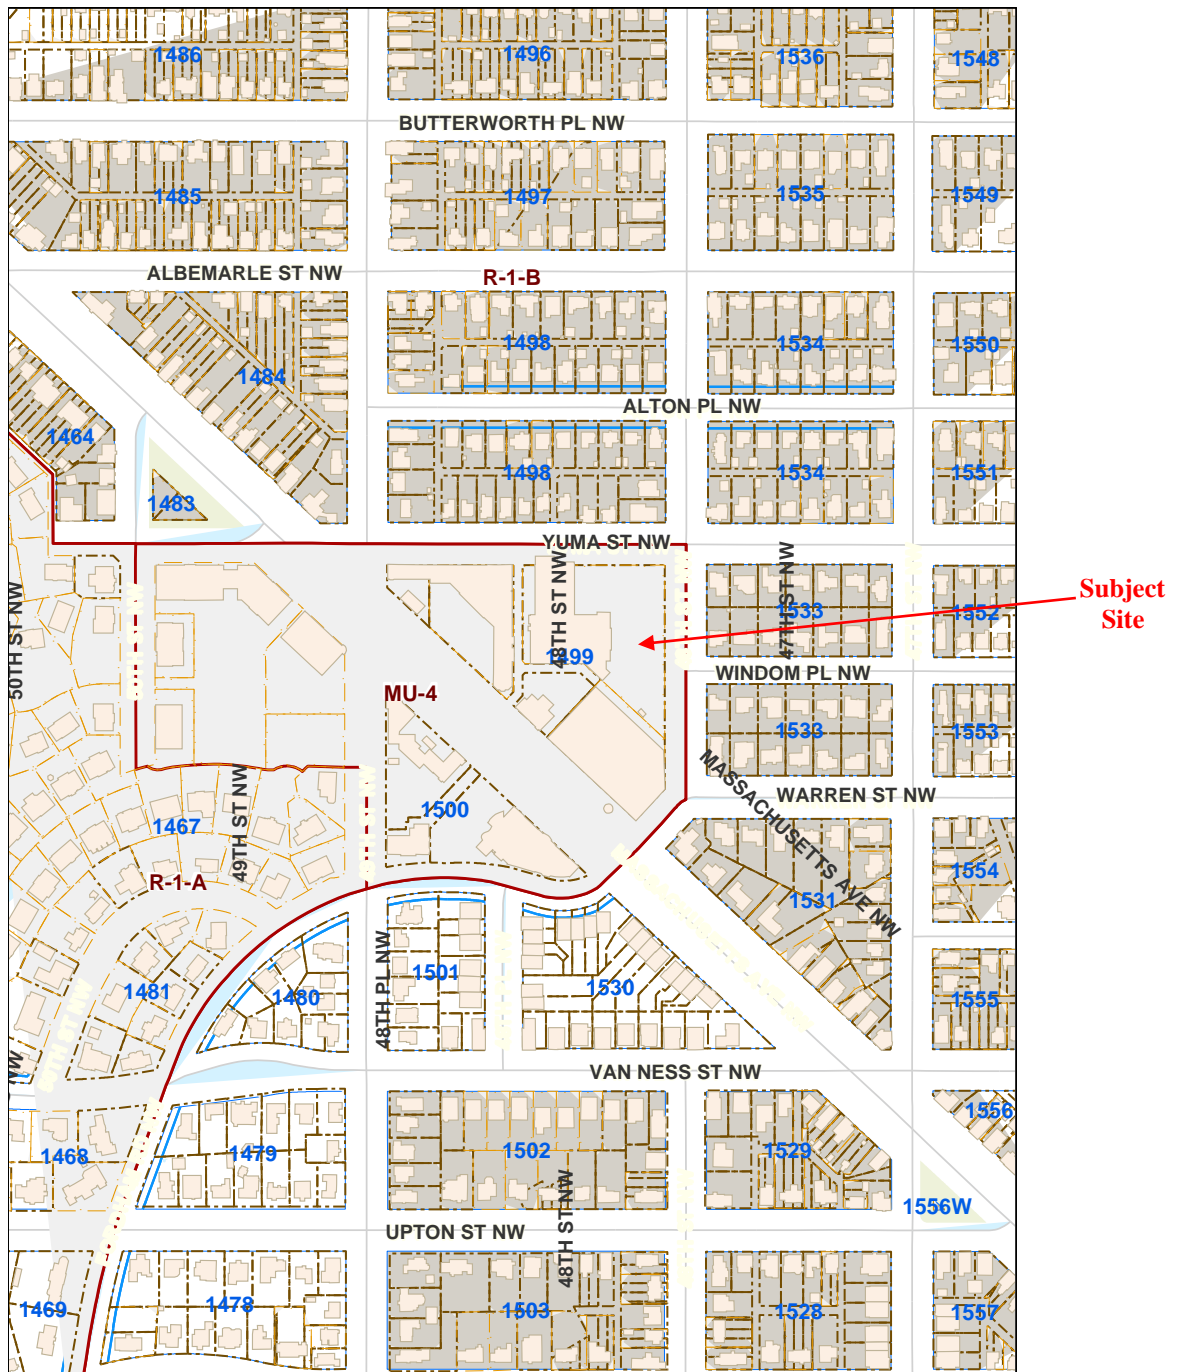 1486
1496
1536
1548
BUTTERWORTH PL NW
1485
1497
1535
1549
ALBEMARLE ST NW
R-1-B
1498
1534
1550
1484
ALTON PL NW
1464
1498
1534
1551
1483
YUMA ST NW
48TH ST NW
47TH ST NW
50TH ST NW
1533
1552
Subject
Site
1499
WINDOM PL NW
MU-4
1533
1553
MASSACHUSETTS AVE NW
WARREN ST NW
49TH ST NW
1467
1500
R-1-A
1554
1531
48TH PL NW
1501
1481
1480
1530
1555
50TH ST NW
NW
VAN NESS ST NW
1556
1468
1479
1502
1529
48TH ST NW
1556W
UPTON ST NW
1469
1478
1503
1528
1557